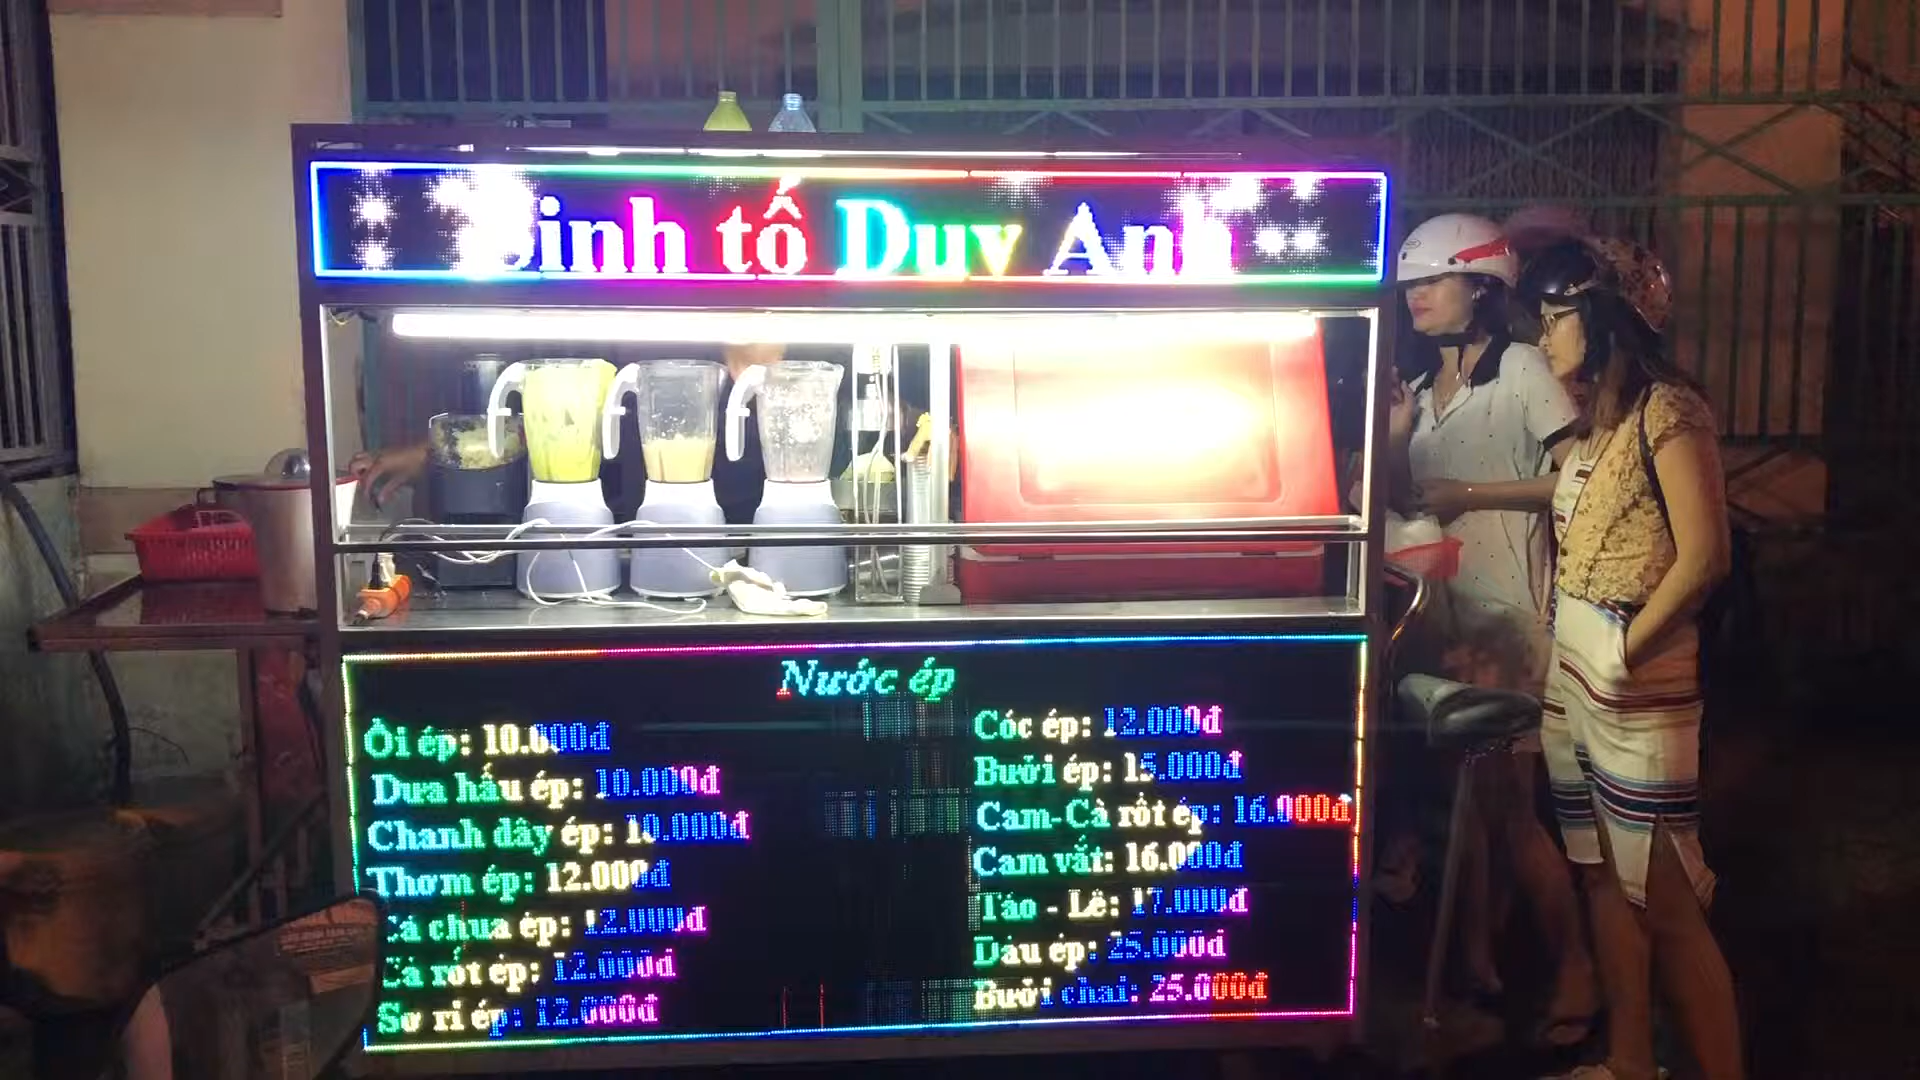 Sinh tố Duy Anh
Nước ép
Ổi ép: 10.000đ
Dưa hấu ép: 10.000đ
Chanh dây ép: 10.000đ
Thơm ép: 12.000đ
Cà chua ép: 12.000đ
Cà rốt ép: 12.000đ
Sơ ri ép: 12.000đ
Cóc ép: 12.000đ
Bưởi ép: 15.000đ
Cam-Cà rốt ép: 16.000đ
Cam vắt: 16.000đ
Táo - Lê: 17.000đ
Dâu ép: 25.000đ
Bưởi chai: 25.000đ